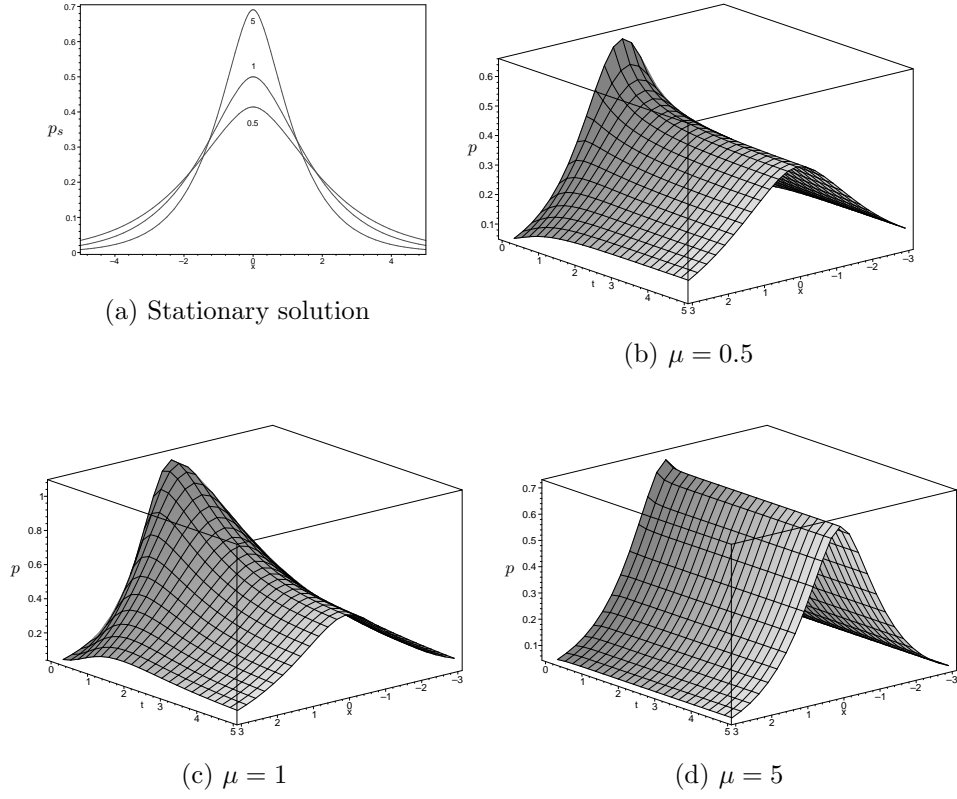 0.7
0.6
0.5
0.4
0.3
0.2
0.1
0
p_s
5
1
0.5
−4 −2 0 2 4
x
(a) Stationary solution
0.6
0.5
0.4
0.3
0.2
0.1
p
0 1 2 3 4 5
t
3 2 1 0 −1 −2 −3
x
(b) μ = 0.5
1
0.8
0.6
0.4
0.2
p
0 1 2 3 4 5
t
3 2 1 0 −1 −2 −3
x
(c) μ = 1
0.7
0.6
0.5
0.4
0.3
0.2
0.1
p
0 1 2 3 4 5
t
3 2 1 0 −1 −2 −3
x
(d) μ = 5